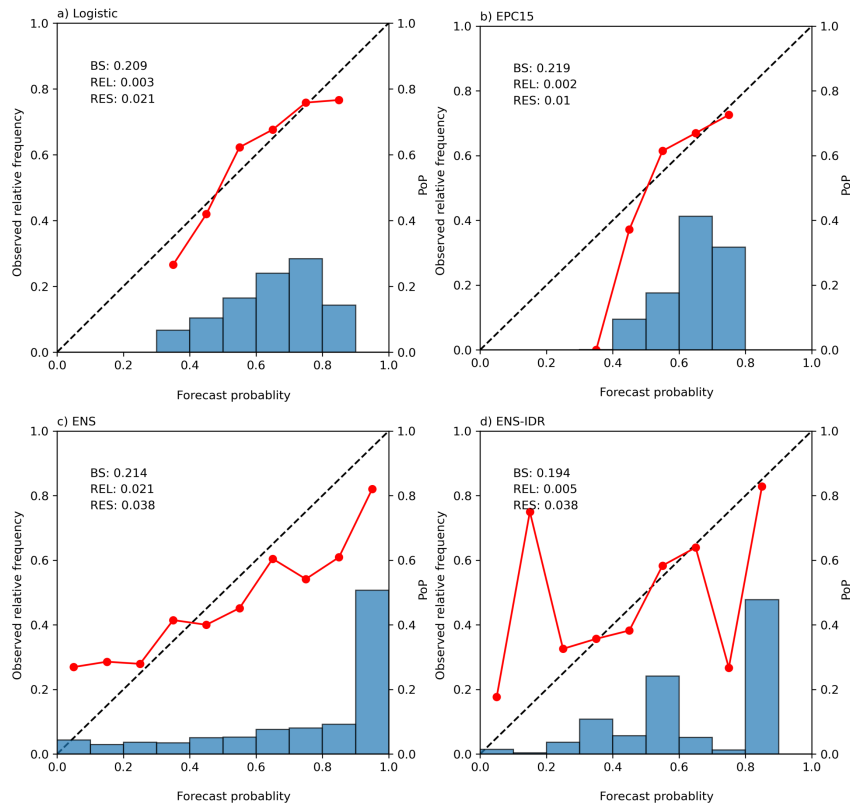 a) Logistic
1.0
0.8
0.6
0.4
0.2
0.0
Observed relative frequency
BS: 0.209
REL: 0.003
RES: 0.021
1.0
0.8
0.6
0.4
0.2
0.0
PoP
0.0 0.2 0.4 0.6 0.8 1.0
Forecast probablity
b) EPC15
1.0
0.8
0.6
0.4
0.2
0.0
Observed relative frequency
BS: 0.219
REL: 0.002
RES: 0.01
1.0
0.8
0.6
0.4
0.2
0.0
PoP
0.0 0.2 0.4 0.6 0.8 1.0
Forecast probablity
c) ENS
1.0
0.8
0.6
0.4
0.2
0.0
Observed relative frequency
BS: 0.214
REL: 0.021
RES: 0.038
1.0
0.8
0.6
0.4
0.2
0.0
PoP
0.0 0.2 0.4 0.6 0.8 1.0
Forecast probablity
d) ENS-IDR
1.0
0.8
0.6
0.4
0.2
0.0
Observed relative frequency
BS: 0.194
REL: 0.005
RES: 0.038
1.0
0.8
0.6
0.4
0.2
0.0
PoP
0.0 0.2 0.4 0.6 0.8 1.0
Forecast probablity